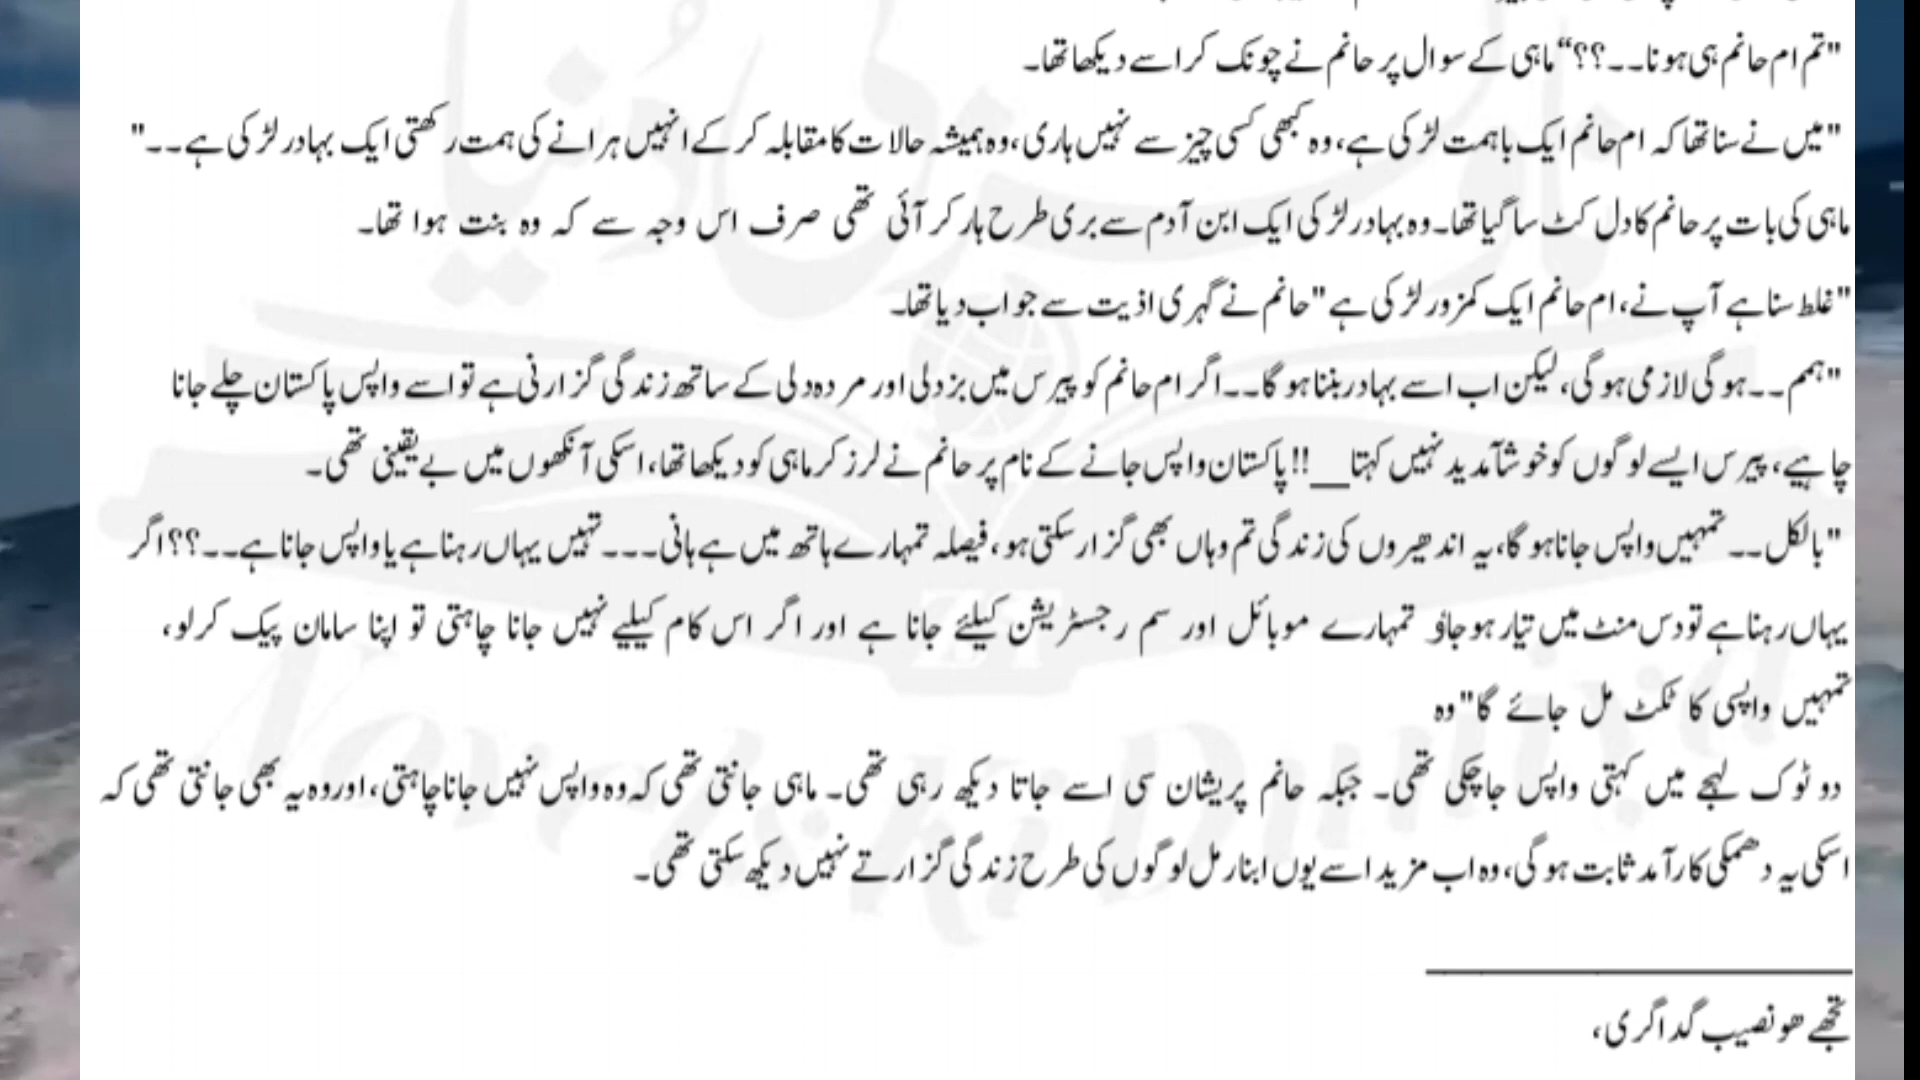 "تم ام حانم ہی ہو نا۔۔؟؟“ ماہی کے سوال پر حانم نے چونک کر اسے دیکھا تھا۔
"میں نے سنا تھا کہ ام حانم ایک باہمت لڑکی ہے، وہ کبھی کسی چیز سے نہیں ہاری، وہ ہمیشہ حالات کا مقابلہ کر کے انہیں ہرانے کی ہمت رکھتی ایک بہادر لڑکی ہے۔۔"
ماہی کی بات پر حانم کا دل کٹ سا گیا تھا۔ وہ بہادر لڑکی ایک ابن آدم سے بری طرح ہار کر آئی تھی صرف اس وجہ سے کہ وہ بنت ہوا تھا۔
"غلط سنا ہے آپ نے، ام حانم ایک کمزور لڑکی ہے" حانم نے گہری اذیت سے جواب دیا تھا۔
"ہمم۔۔ ہو گی لازمی ہو گی، لیکن اب اسے بہادر بننا ہو گا۔۔ اگر ام حانم کو پیرس میں بزدلی اور مردہ دلی کے ساتھ زندگی گزارنی ہے تو اسے واپس پاکستان چلے جانا
چاہیے، پیرس ایسے لوگوں کو خوشآمدید نہیں کہتا__!! پاکستان واپس جانے کے نام پر حانم نے لرز کر ماہی کو دیکھا تھا، اسکی آنکھوں میں بے یقینی تھی۔
"بالکل۔۔ تمہیں واپس جانا ہو گا، یہ اندھیروں کی زندگی تم وہاں بھی گزار سکتی ہو، فیصلہ تمہارے ہاتھ میں ہے ہانی۔۔۔ تمہیں یہاں رہنا ہے یا واپس جانا ہے۔۔؟؟ اگر
یہاں رہنا ہے تو دس منٹ میں تیار ہو جاؤ تمہارے موبائل اور سم رجسٹریشن کیلئے جانا ہے اور اگر اس کام کیلیے نہیں جانا چاہتی تو اپنا سامان پیک کرلو،
تمہیں واپسی کا ٹکٹ مل جائے گا" وہ
دو ٹوک لہجے میں کہتی واپس جاچکی تھی۔ جبکہ حانم پریشان سی اسے جاتا دیکھ رہی تھی۔ ماہی جانتی تھی کہ وہ واپس نہیں جانا چاہتی، اور وہ یہ بھی جانتی تھی کہ
اسکی یہ دھمکی کارآمد ثابت ہو گی، وہ اب مزید اسے یوں ابنارمل لوگوں کی طرح زندگی گزارتے نہیں دیکھ سکتی تھی۔
تجھے ھو نصیب گداگری،